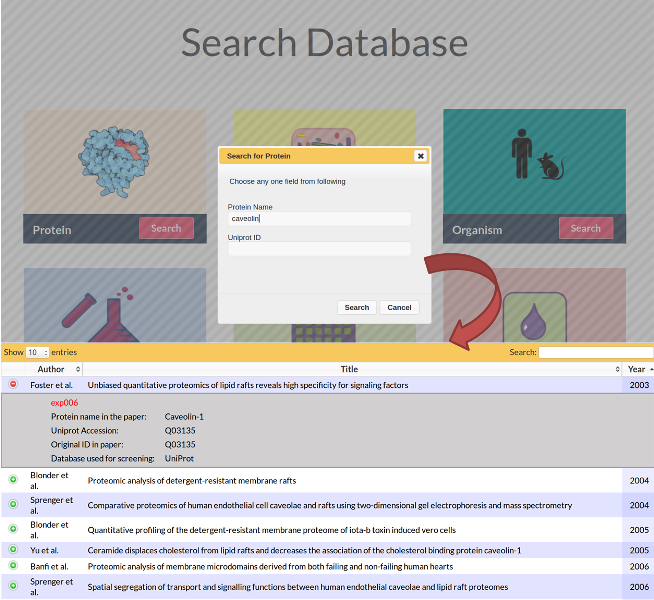 Search Database
Search for Protein
Choose any one field from following
Protein Name
caveolin
Uniprot ID
Search Cancel
Protein Search
Organism Search
Show 10 entries Search:
Author Title Year
Foster et al. Unbiased quantitative proteomics of lipid rafts reveals high specificity for signaling factors 2003
exp006
Protein name in the paper: Caveolin-1
Uniprot Accession: Q03135
Original ID in paper: Q03135
Database used for screening: UniProt
Blonder et
al. Proteomic analysis of detergent-resistant membrane rafts 2004
Sprenger et
al. Comparative proteomics of human endothelial cell caveolae and rafts using two-dimensional gel electrophoresis and mass spectrometry 2004
Blonder et
al. Quantitative profiling of the detergent-resistant membrane proteome of iota-b toxin induced vero cells 2005
Yu et al. Ceramide displaces cholesterol from lipid rafts and decreases the association of the cholesterol binding protein caveolin-1 2005
Banfi et al. Proteomic analysis of membrane microdomains derived from both failing and non-failing human hearts 2006
Sprenger et
al. Spatial segregation of transport and signalling functions between human endothelial caveolae and lipid raft proteomes 2006